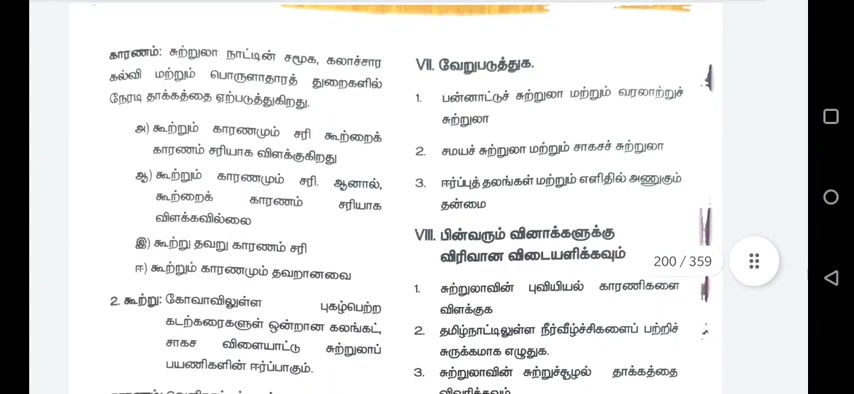 காரணம்: சுற்றுலா நாட்டின் சமூக, கலாச்சார
கல்வி மற்றும் பொருளாதாரத் துறைகளில்
நேரடி தாக்கத்தை ஏற்படுத்துகிறது.
அ) கூற்றும் காரணமும் சரி கூற்றைக்
காரணம் சரியாக விளக்குகிறது
ஆ) கூற்றும் காரணமும் சரி. ஆனால்,
கூற்றைக் காரணம் சரியாக
விளக்கவில்லை
இ) கூற்று தவறு காரணம் சரி
ஈ) கூற்றும் காரணமும் தவறானவை
2. கூற்று: கோவாவிலுள்ள புகழ்பெற்ற
கடற்கரைகளுள் ஒன்றான கலங்கட்,
சாகச விளையாட்டு சுற்றுலாப்
பயணிகளின் ஈர்ப்பாகும்.
VII. வேறுபடுத்துக.
1. பன்னாட்டுச் சுற்றுலா மற்றும் வரலாற்றுச்
சுற்றுலா
2. சமயச் சுற்றுலா மற்றும் சாகசச் சுற்றுலா
3. ஈர்ப்புத் தலங்கள் மற்றும் எளிதில் அணுகும்
தன்மை
VIII. பின்வரும் வினாக்களுக்கு
விரிவான விடையளிக்கவும்
1. சுற்றுலாவின் புவியியல் காரணிகளை
விளக்குக
2. தமிழ்நாட்டிலுள்ள நீர்வீழ்ச்சிகளைப் பற்றிச்
சுருக்கமாக எழுதுக.
3. சுற்றுலாவின் சுற்றுச்சூழல் தாக்கத்தை
விவரிக்கவும்
200 / 359